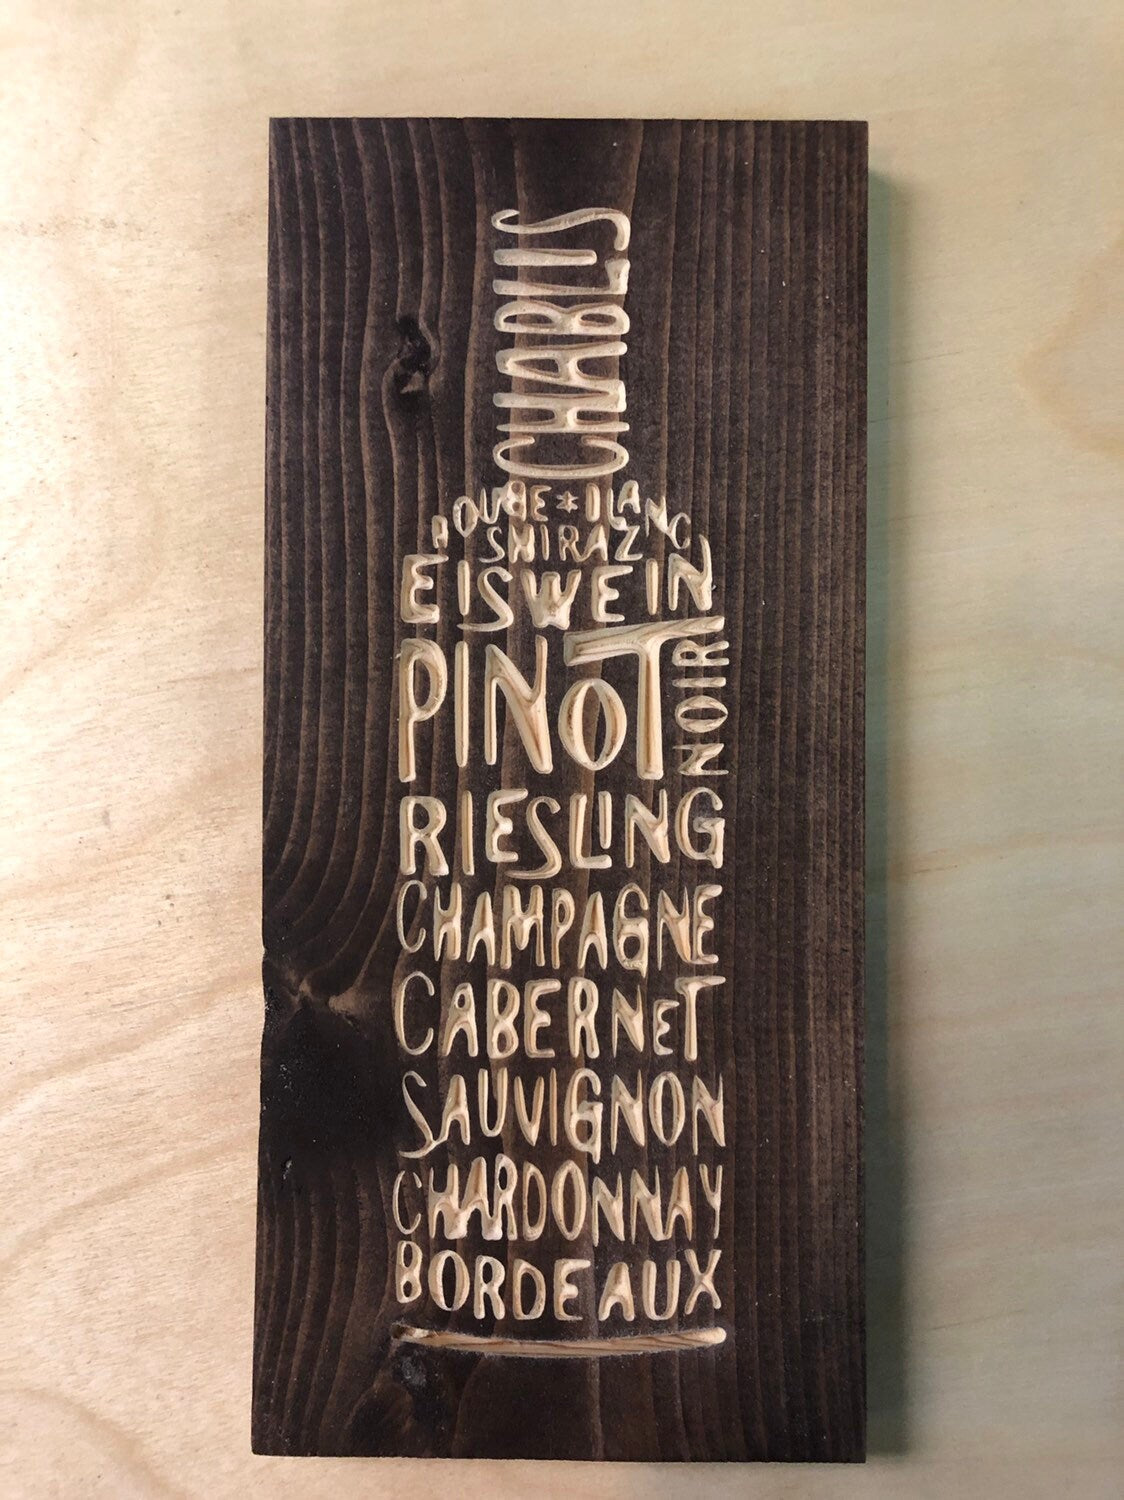 CHABLIS
SHIRAZ
EISWEIN
PINOT
NOIR
RIESLING
CHAMPAGNE
CABERNET
SAUVIGNON
CHARDONNAY
BORDEAUX